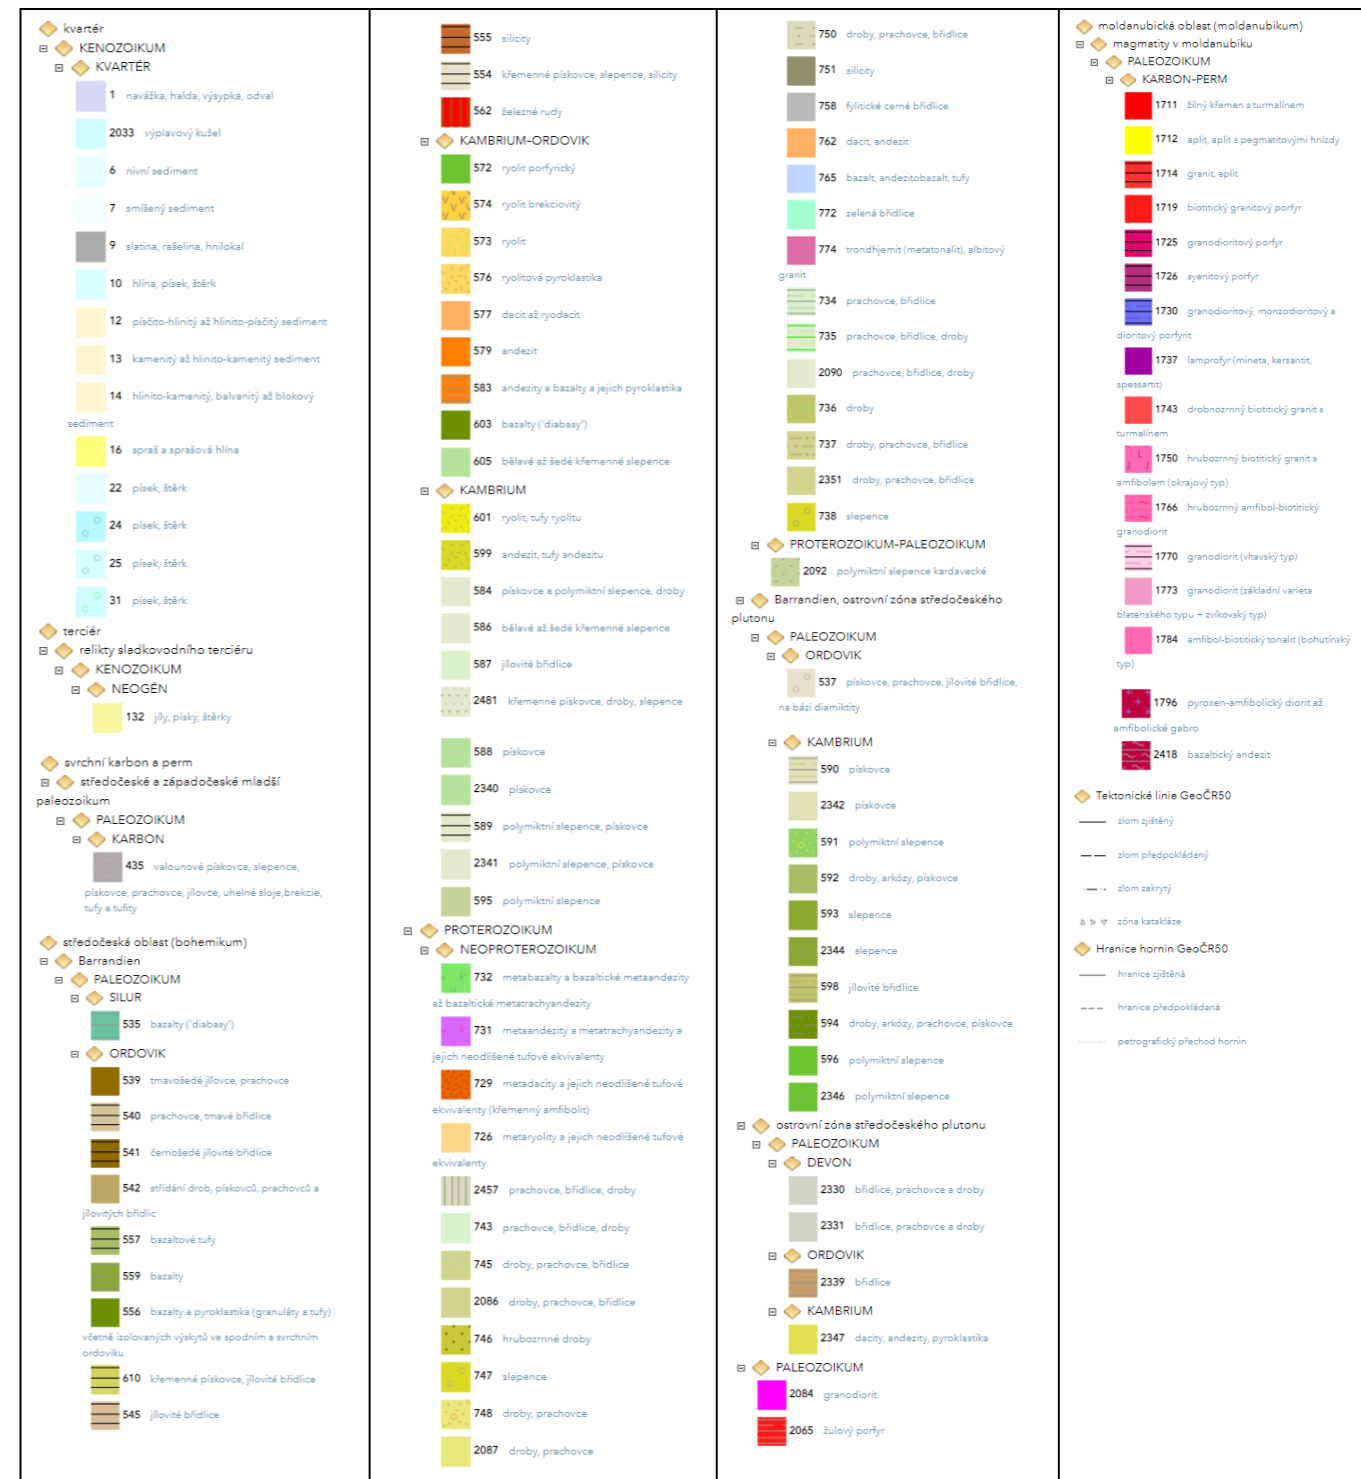 kvartér
KENOZOIKUM
KVARTÉR
1 navážka, halda, výsypka, odval
2033 výplavový kužel
6 nivní sediment
7 smíšený sediment
9 slatina, rašelina, hnilokal
10 hlína, písek, štěrk
12 písčito-hlinitý až hlinito-písčitý sediment
13 kamenitý až hlinito-kamenitý sediment
14 hlinito-kamenitý, balvanitý až blokový
sediment
16 spraš a sprašová hlína
22 písek, štěrk
24 písek, štěrk
25 písek, štěrk
31 písek, štěrk
terciér
relikty sladkovodního terciéru
KENOZOIKUM
NEOGÉN
132 jíly, písky, štěrky
svrchní karbon a perm
středočeské a západočeské mladší
paleozoikum
PALEOZOIKUM
KARBON
435 valounové pískovce, slepence,
pískovce, prachovce, jílovce, uhelné sloje,brekcie,
tufy a tufity
středočeská oblast (bohemikum)
Barrandien
PALEOZOIKUM
SILUR
535 bazalty ("diabasy")
ORDOVIK
539 tmavošedé jílovce, prachovce
540 prachovce, tmavé břidlice
541 černošedé jílovité břidlice
542 střídání drob, pískovců, prachovců a
jílovitých břidlic
557 bazaltové tufy
559 bazalty
556 bazalty a pyroklastika (granuláty a tufy)
včetně izolovaných výskytů ve spodním a svrchním
ordoviku
610 křemenné pískovce, jílovité břidlice
545 jílovité břidlice
555 silicity
554 křemenné pískovce, slepence, silicity
562 železné rudy
KAMBRIUM-ORDOVIK
572 ryolit porfyrický
574 ryolit brekciovitý
573 ryolit
576 ryolitová pyroklastika
577 dacit až ryodacit
579 andezit
583 andezity a bazalty a jejich pyroklastika
603 bazalty ("diabasy")
605 bělavé až šedé křemenné slepence
KAMBRIUM
601 ryolit, tufy ryolitu
599 andezit, tufy andezitu
584 pískovce a polymiktní slepence, droby
586 bělavé až šedé křemenné slepence
587 jílovité břidlice
2481 křemenné pískovce, droby, slepence
588 pískovce
2340 pískovce
589 polymiktní slepence, pískovce
2341 polymiktní slepence, pískovce
595 polymiktní slepence
PROTEROZOIKUM
NEOPROTEROZOIKUM
732 metabazalty a bazaltické metaandezity
až bazaltické metatrachyandezity
731 metaandezity a metatrachyandezity a
jejich neodlišené tufové ekvivalenty
729 metadacity a jejich neodlišené tufové
ekvivalenty (křemenný amfibolit)
726 metaryolity a jejich neodlišené tufové
ekvivalenty
2457 prachovce, břidlice, droby
743 prachovce, břidlice, droby
745 droby, prachovce, břidlice
2086 droby, prachovce, břidlice
746 hrubozrnné droby
747 slepence
748 droby, prachovce
2087 droby, prachovce
750 droby, prachovce, břidlice
751 silicity
758 fylitické cerné břidlice
762 dacit, andezit
765 bazalt, andezitobazalt, tufy
772 zelená břidlice
774 trondhjemit (metatonalit), albitový
granit
734 prachovce, břidlice
735 prachovce, břidlice, droby
2090 prachovce, břidlice, droby
736 droby
737 droby, prachovce, břidlice
2351 droby, prachovce, břidlice
738 slepence
PROTEROZOIKUM-PALEOZOIKUM
2092 polymiktní slepence kardavecké
Barrandien, ostrovní zóna středočeského
plutonu
PALEOZOIKUM
ORDOVIK
537 pískovce, prachovce, jílovité břidlice,
na bázi diamiktity
KAMBRIUM
590 pískovce
2342 pískovce
591 polymiktní slepence
592 droby, arkózy, pískovce
593 slepence
2344 slepence
598 jílovité břidlice
594 droby, arkózy, prachovce, pískovce
596 polymiktní slepence
2346 polymiktní slepence
ostrovní zóna středočeského plutonu
PALEOZOIKUM
DEVON
2330 břidlice, prachovce a droby
2331 břidlice, prachovce a droby
ORDOVIK
2339 břidlice
KAMBRIUM
2347 dacity, andezity, pyroklastika
PALEOZOIKUM
2084 granodiorit
2065 žulový porfyr
moldanubická oblast (moldanubikum)
magmatity v moldanubiku
PALEOZOIKUM
KARBON-PERM
1711 žilný křemen s turmalínem
1712 aplit, aplit s pegmatitovými hnízdy
1714 granit, aplit
1719 biotitický granitový porfyr
1725 granodioritový porfyr
1726 syenitový porfyr
1730 granodioritový, monzodioritový a
dioritový porfyrit
1737 lamprofyr (mineta, kersantit,
spessartit)
1743 drobnozrnný biotitický granit s
turmalínem
1750 hrubozrnný biotitický granit s
amfibolem (okrajový typ)
1766 hrubozrnný amfibol-biotitický
granodiorit
1770 granodiorit (vltavský typ)
1773 granodiorit (základní varieta
blatenského typu + zvíkovský typ)
1784 amfibol-biotitický tonalit (bohutínský
typ)
1796 pyroxen-amfibolický diorit až
amfibolické gabro
2418 bazaltický andezit
Tektonické linie GeoČR50
zlom zjištěný
zlom předpokládaný
zlom zakrytý
zóna kataklá­ze
Hranice hornin GeoČR50
hranice zjištěná
hranice předpokládaná
petrografický přechod hornin